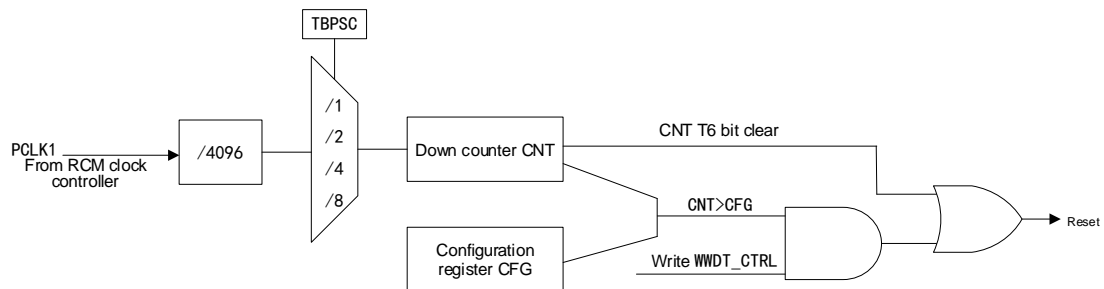 TBPSC
/1
/2
/4
/8
PCLK1
From RCM clock
controller
/4096
Down counter CNT
CNT T6 bit clear
CNT>CFG
Configuration
register CFG
Write WWDT_CTRL
Reset